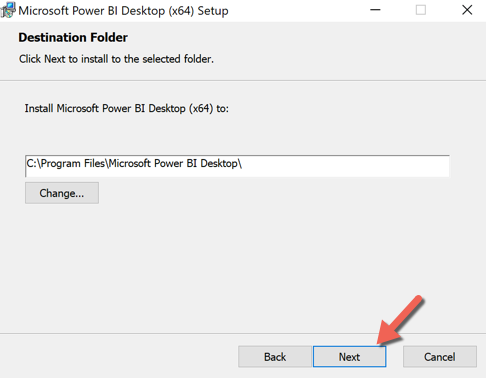 Microsoft Power BI Desktop (x64) Setup
Destination Folder
Click Next to install to the selected folder.
Install Microsoft Power BI Desktop (x64) to:
C:\Program Files\Microsoft Power BI Desktop\
Change...
Back Next Cancel